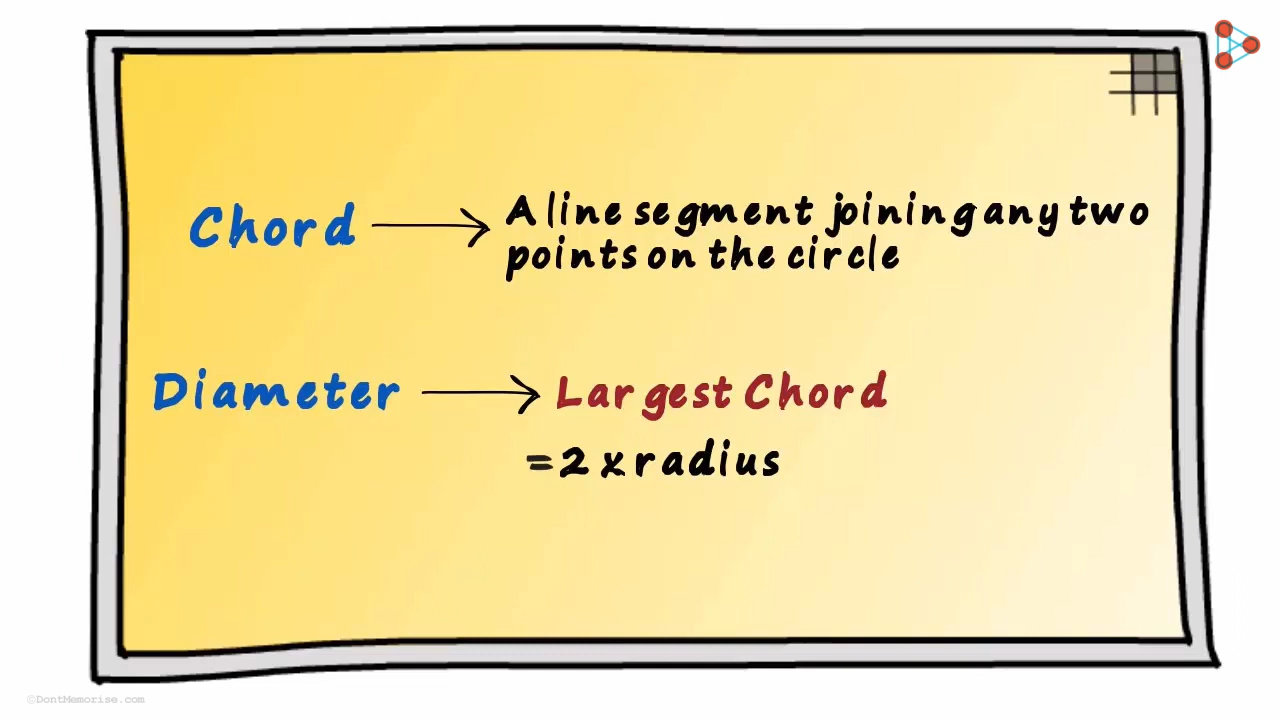 Chord → A line segment joining any two
points on the circle
Diameter → Largest Chord
= 2 x radius
©DontMemorise.com